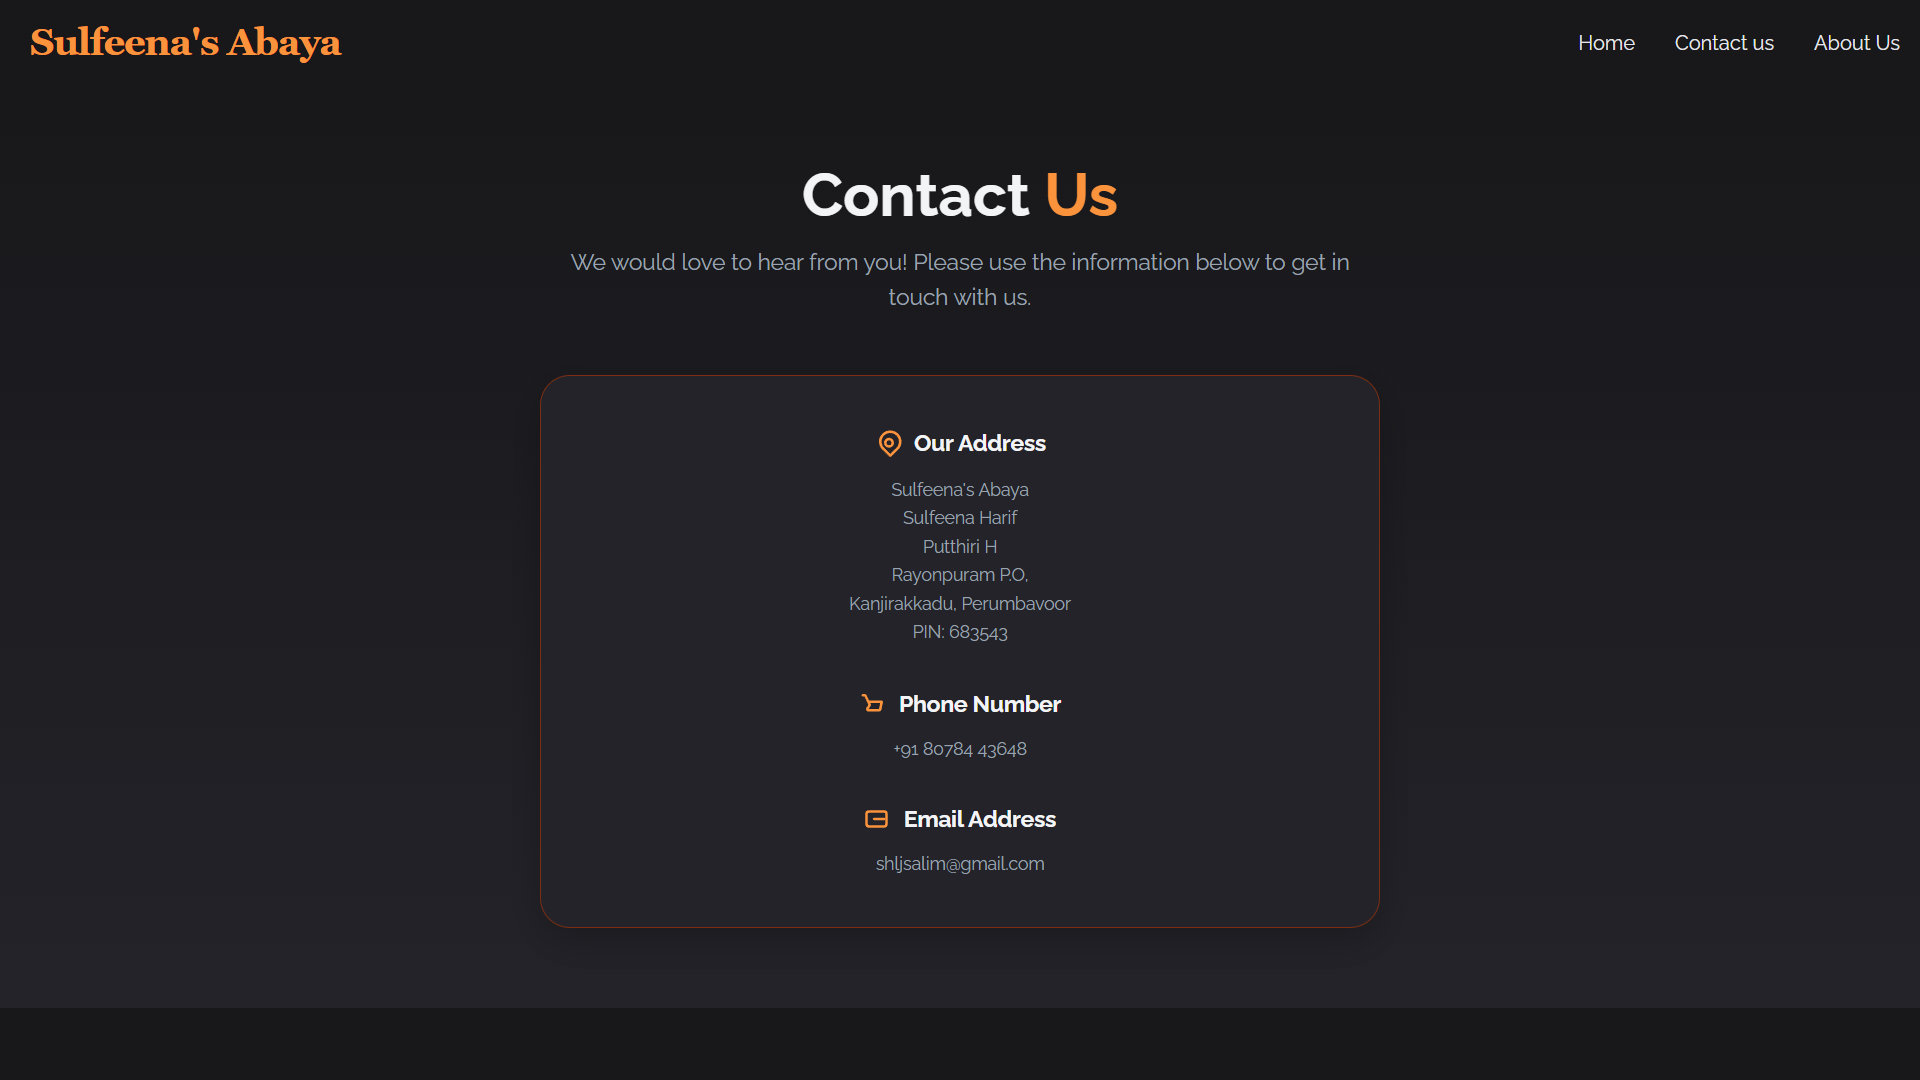 Sulfeena's Abaya
Home
Contact us
About Us
Contact Us
We would love to hear from you! Please use the information below to get in
touch with us.
Our Address
Sulfeena's Abaya
Sulfeena Harif
Putthiri H
Rayonpuram P.O,
Kanjirakkadu, Perumbavoor
PIN: 683543
Phone Number
+91 80784 43648
Email Address
shljsalim@gmail.com